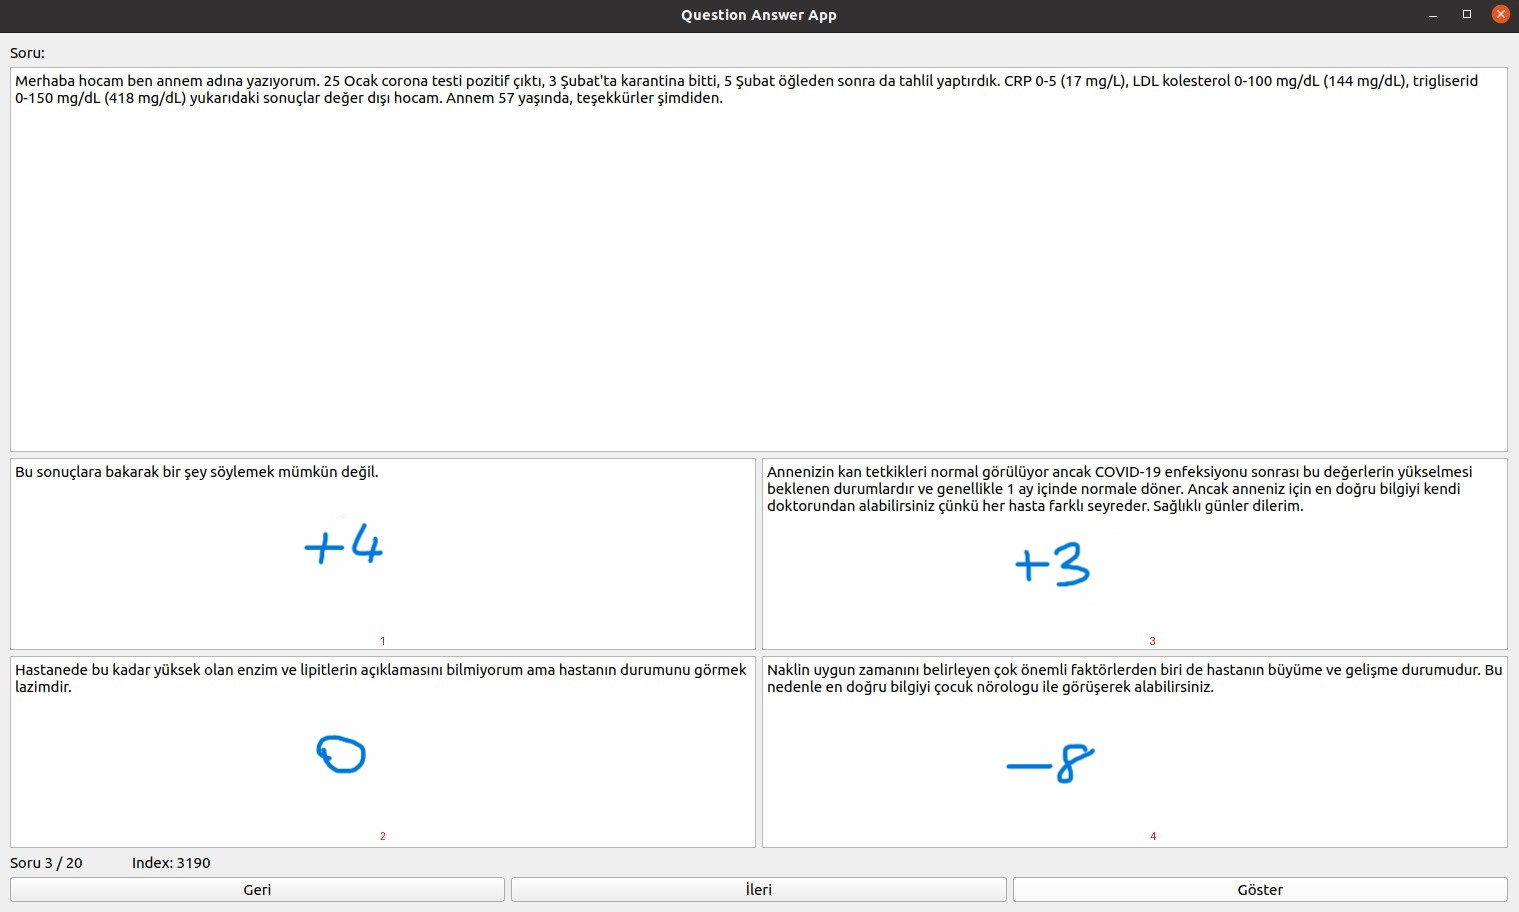 Question Answer App
Soru:
Merhaba hocam ben annem adına yazıyorum. 25 Ocak corona testi pozitif çıktı, 3 Şubat'ta karantina bitti, 5 Şubat öğleden sonra da tahlil yaptırdık. CRP 0-5 (17 mg/L), LDL kolesterol 0-100 mg/dL (144 mg/dL), trigliserid
0-150 mg/dL (418 mg/dL) yukarıdaki sonuçlar değer dışı hocam. Annem 57 yaşında, teşekkürler şimdiden.
Bu sonuçlara bakarak bir şey söylemek mümkün değil.
+4
1
Annenizin kan tetkikleri normal görülüyor ancak COVID-19 enfeksiyonu sonrası bu değerlerin yükselmesi
beklenen durumlardır ve genellikle 1 ay içinde normale döner. Ancak anneniz için en doğru bilgiyi kendi
doktorundan alabilirsiniz çünkü her hasta farklı seyreder. Sağlıklı günler dilerim.
+3
3
Hastanede bu kadar yüksek olan enzim ve lipitlerin açıklamasını bilmiyorum ama hastanın durumunu görmek
lazimdir.
0
2
Naklin uygun zamanını belirleyen çok önemli faktörlerden biri de hastanın büyüme ve gelişme durumudur. Bu
nedenle en doğru bilgiyi çocuk nörologu ile görüşerek alabilirsiniz.
-8
4
Soru 3 / 20 Index: 3190
Geri İleri Göster